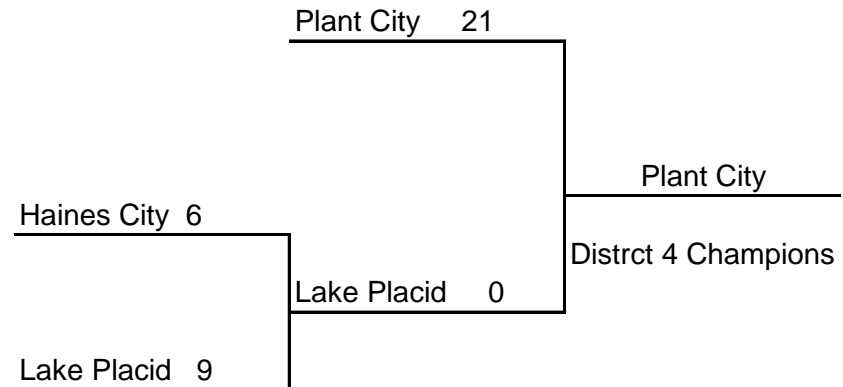 Plant City 21
Plant City
Haines City 6
Distrct 4 Champions
Lake Placid 0
Lake Placid 9